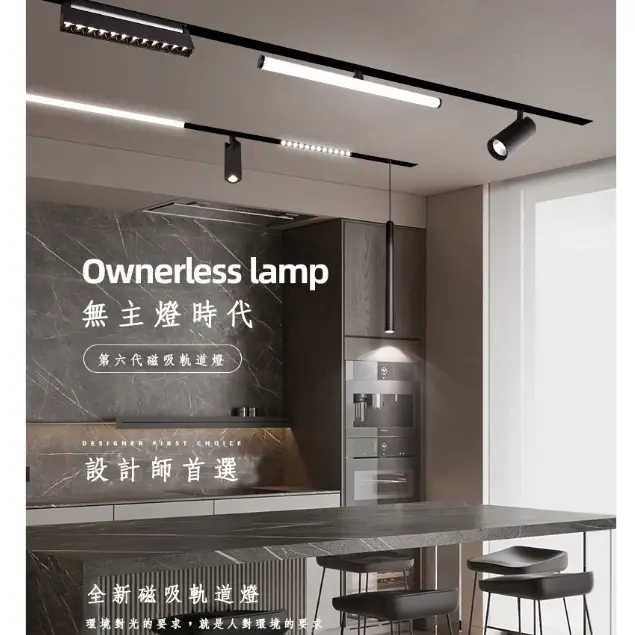 Ownerless lamp
無主燈時代
第六代磁吸軌道燈
DESIGNER FIRST CHOICE
設計師首選
全新磁吸軌道燈
環境對光的要求，就是人對環境的要求